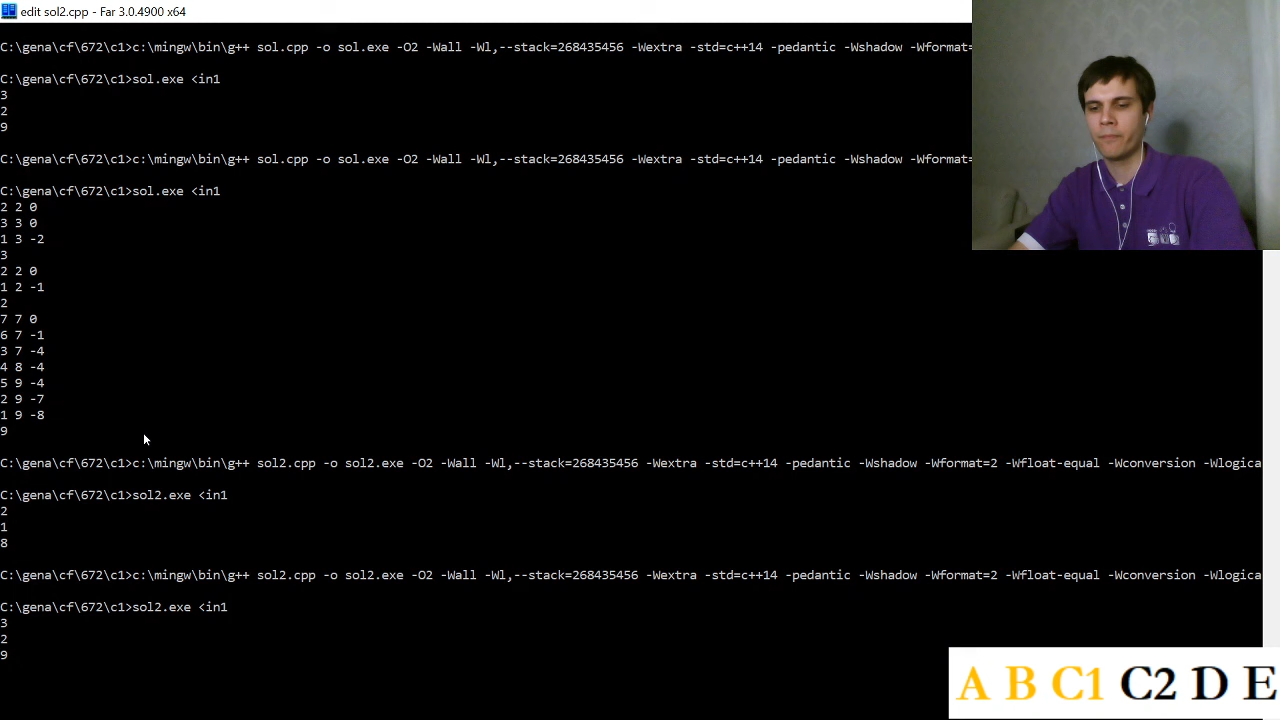 edit sol2.cpp - Far 3.0.4900 x64
C:\gena\cf\672\c1>c:\mingw\bin\g++ sol.cpp -o sol.exe -O2 -Wall -Wl,--stack=268435456 -Wextra -std=c++14 -pedantic -Wshadow -Wformat=
C:\gena\cf\672\c1>sol.exe <in1
3
2
9
C:\gena\cf\672\c1>c:\mingw\bin\g++ sol.cpp -o sol.exe -O2 -Wall -Wl,--stack=268435456 -Wextra -std=c++14 -pedantic -Wshadow -Wformat=
C:\gena\cf\672\c1>sol.exe <in1
2 2 0
3 3 0
1 3 -2
3
2 2 0
1 2 -1
2
7 7 0
6 7 -1
3 7 -4
4 8 -4
5 9 -4
2 9 -7
1 9 -8
9
C:\gena\cf\672\c1>c:\mingw\bin\g++ sol2.cpp -o sol2.exe -O2 -Wall -Wl,--stack=268435456 -Wextra -std=c++14 -pedantic -Wshadow -Wformat=2 -Wfloat-equal -Wconversion -Wlogica
C:\gena\cf\672\c1>sol2.exe <in1
2
1
8
C:\gena\cf\672\c1>c:\mingw\bin\g++ sol2.cpp -o sol2.exe -O2 -Wall -Wl,--stack=268435456 -Wextra -std=c++14 -pedantic -Wshadow -Wformat=2 -Wfloat-equal -Wconversion -Wlogica
C:\gena\cf\672\c1>sol2.exe <in1
3
2
9
A B C1 C2 D E